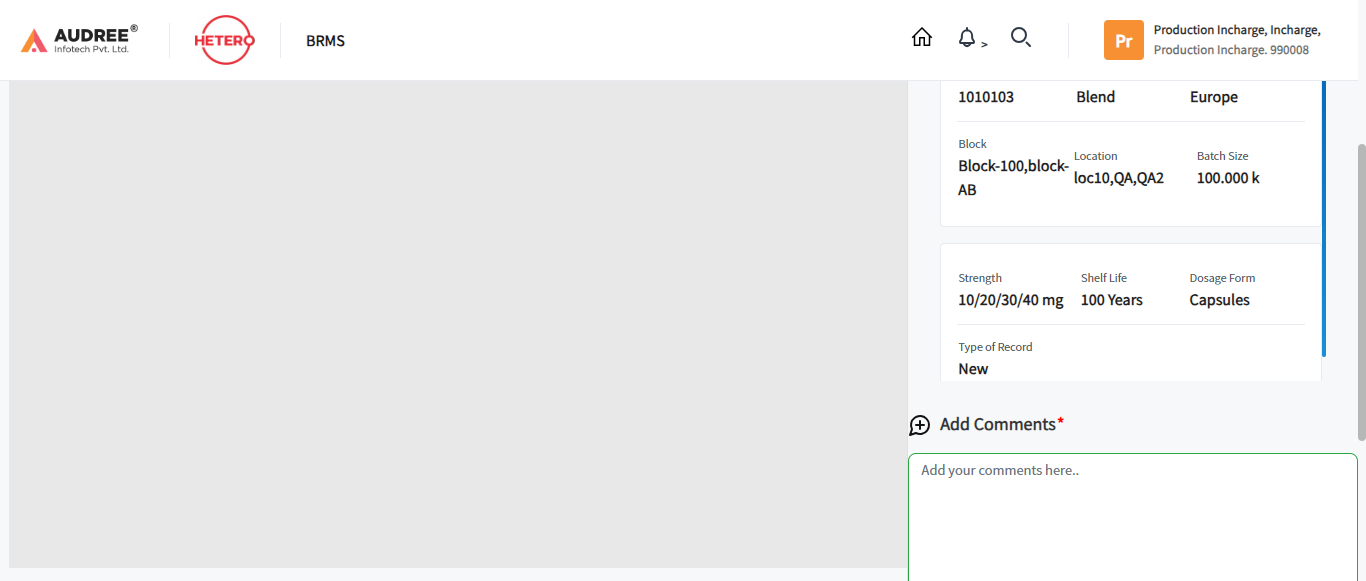 AUDREE®
Infotech Pvt. Ltd.
HETERO
BRMS
>
Pr
Production Incharge, Incharge,
Production Incharge. 990008
1010103 Blend Europe
Block
Block-100,block-
AB
Location
loc10,QA,QA2
Batch Size
100.000 k
Strength Shelf Life Dosage Form
10/20/30/40 mg 100 Years Capsules
Type of Record
New
Add Comments*
Add your comments here..